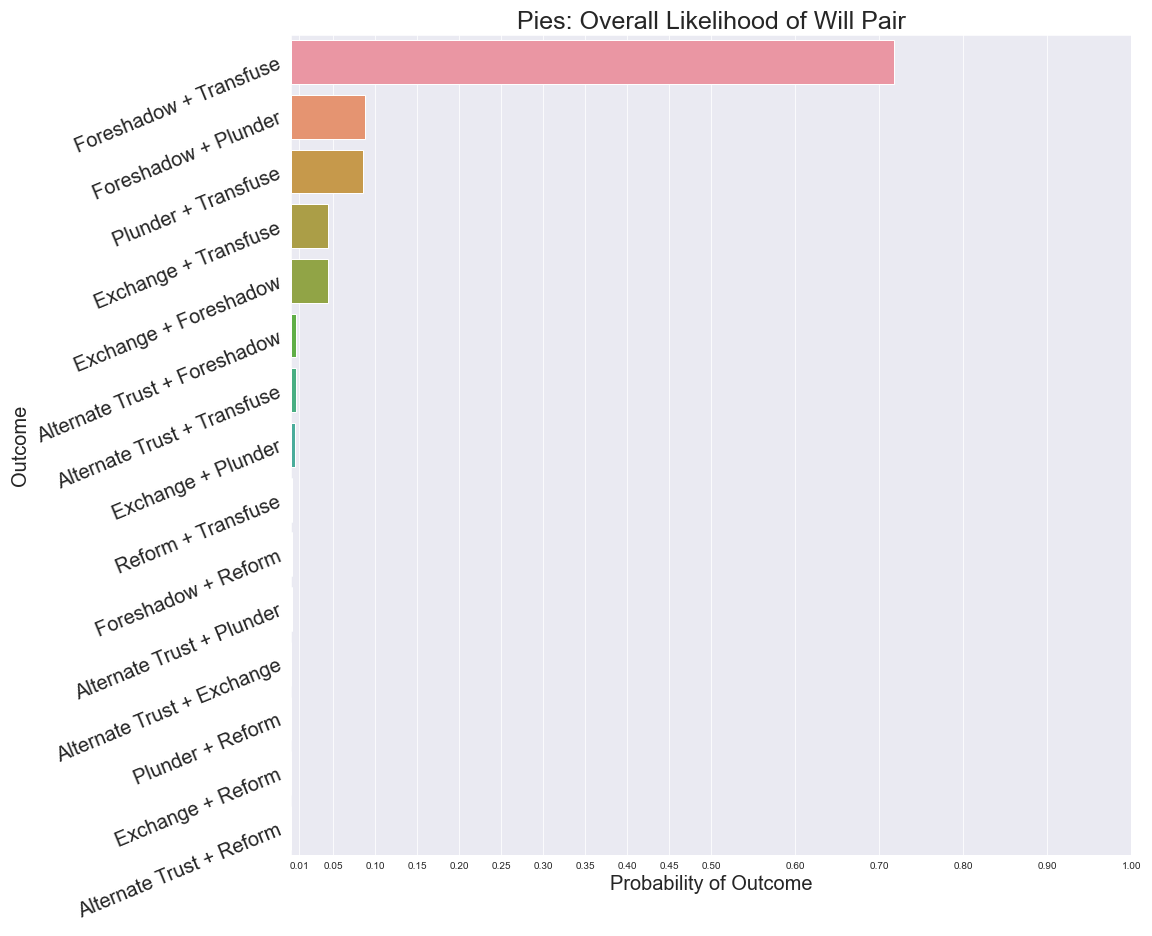 Pies: Overall Likelihood of Will Pair
Foreshadow + Transfuse
Foreshadow + Plunder
Plunder + Transfuse
Exchange + Transfuse
Exchange + Foreshadow
Alternate Trust + Foreshadow
Alternate Trust + Transfuse
Exchange + Plunder
Reform + Transfuse
Foreshadow + Reform
Alternate Trust + Plunder
Alternate Trust + Exchange
Plunder + Reform
Exchange + Reform
Alternate Trust + Reform
Outcome
0.01 0.05 0.10 0.15 0.20 0.25 0.30 0.35 0.40 0.45 0.50 0.60 0.70 0.80 0.90 1.00
Probability of Outcome